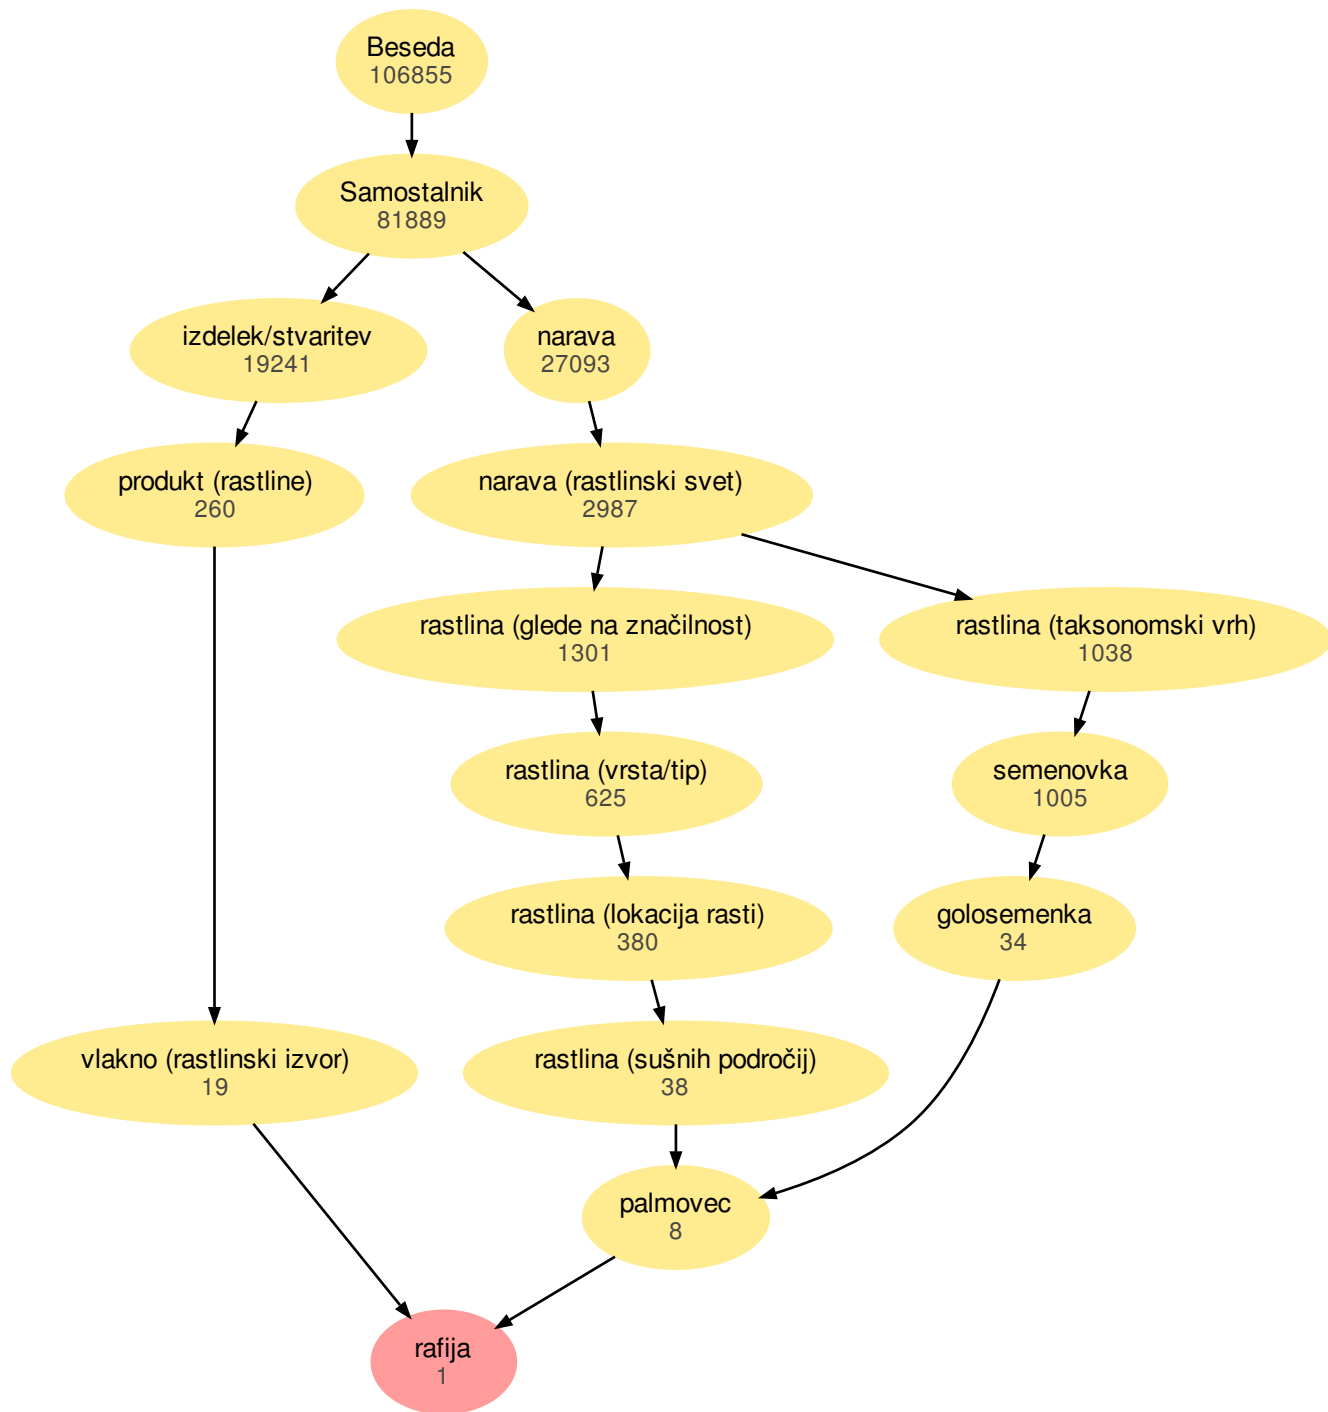 Beseda
106855
Samostalnik
81889
izdelek/stvaritev
19241
narava
27093
produkt (rastline)
260
narava (rastlinski svet)
2987
rastlina (glede na značilnost)
1301
rastlina (taksonomski vrh)
1038
rastlina (vrsta/tip)
625
semenovka
1005
rastlina (lokacija rasti)
380
golosemenka
34
vlakno (rastlinski izvor)
19
rastlina (sušnih področij)
38
palmovec
8
rafija
1